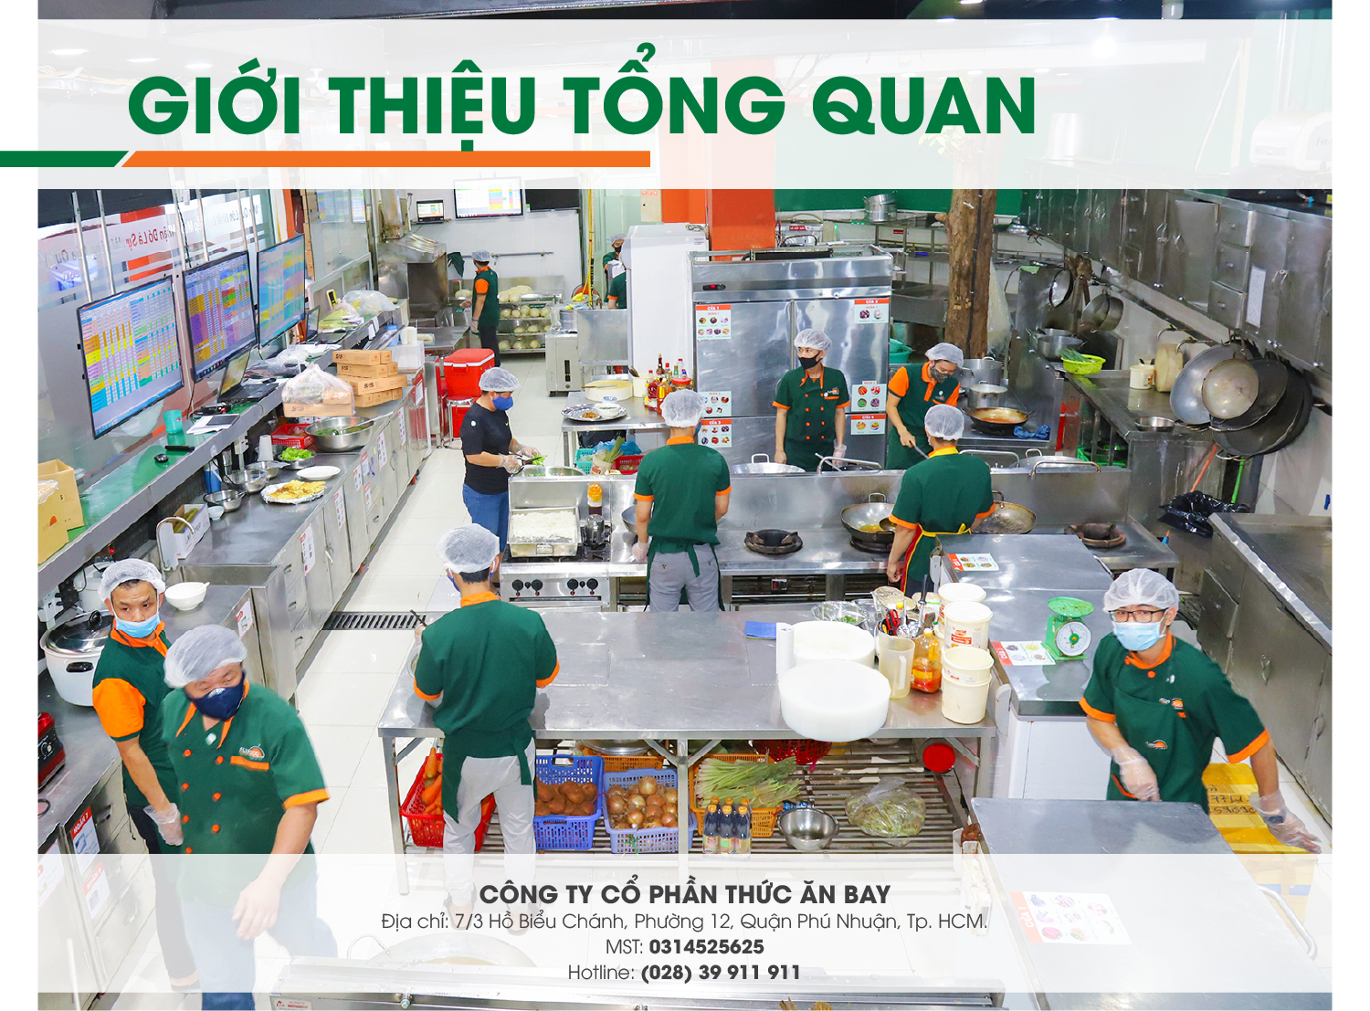 GIỚI THIỆU TỔNG QUAN
CÔNG TY CỔ PHẦN THỨC ĂN BAY
Địa chỉ: 7/3 Hồ Biểu Chánh, Phường 12, Quận Phú Nhuận, Tp. HCM.
MST: 0314525625
Hotline: (028) 39 911 911